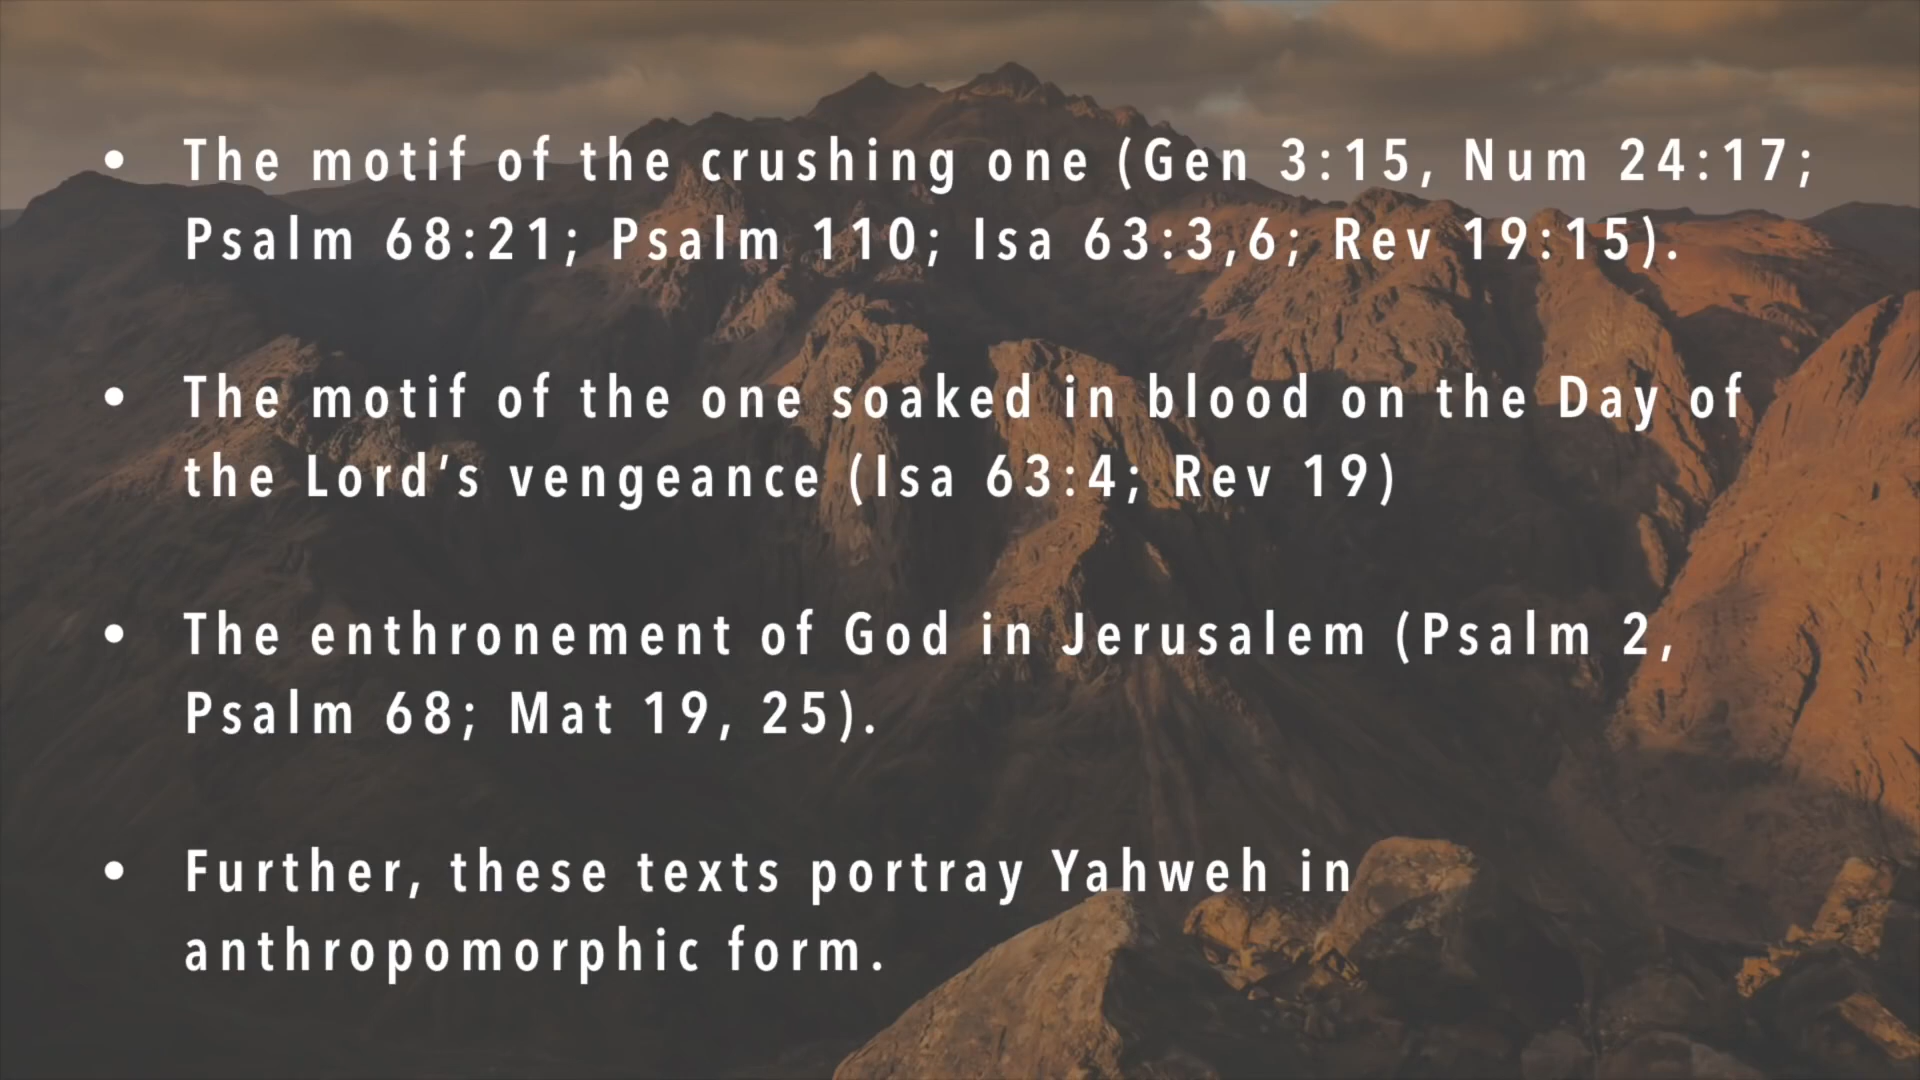 • The motif of the crushing one (Gen 3:15, Num 24:17;
Psalm 68:21; Psalm 110; Isa 63:3,6; Rev 19:15).
• The motif of the one soaked in blood on the Day of
the Lord’s vengeance (Isa 63:4; Rev 19)
• The enthronement of God in Jerusalem (Psalm 2,
Psalm 68; Mat 19, 25).
• Further, these texts portray Yahweh in
anthropomorphic form.